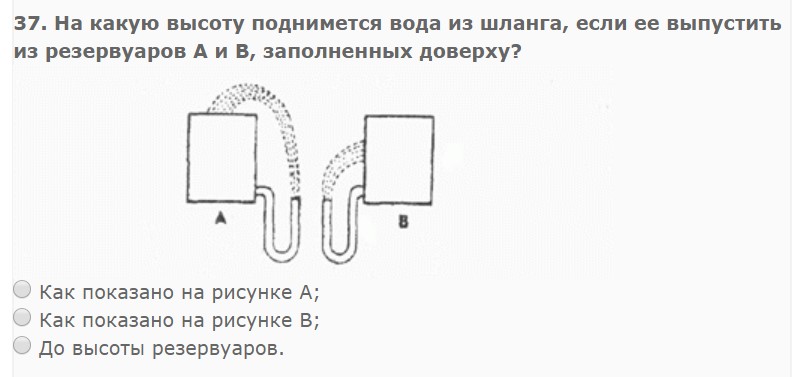 37. На какую высоту поднимется вода из шланга, если ее выпустить
из резервуаров А и В, заполненных доверху?
A
B
Как показано на рисунке А;
Как показано на рисунке В;
До высоты резервуаров.